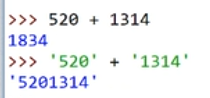 >>> 520 + 1314
1834
>>> '520' + '1314'
'5201314'